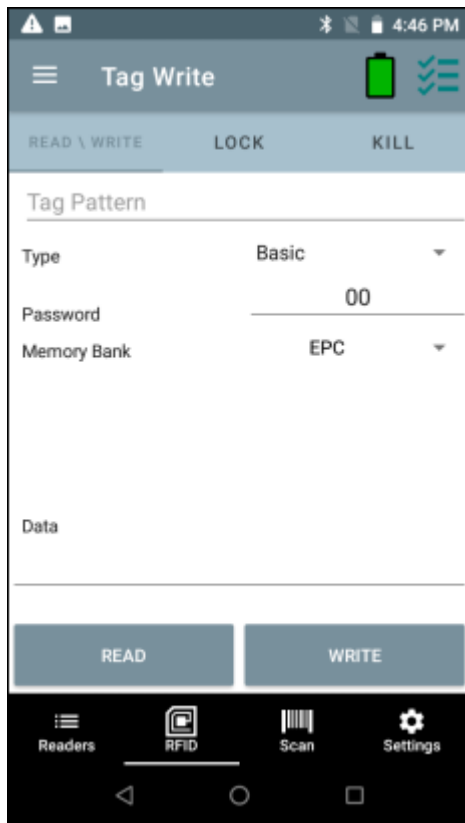 4:46 PM
Tag Write
READ \ WRITE LOCK KILL
Tag Pattern
Type Basic
Password 00
Memory Bank EPC
Data
READ WRITE
Readers RFID Scan Settings